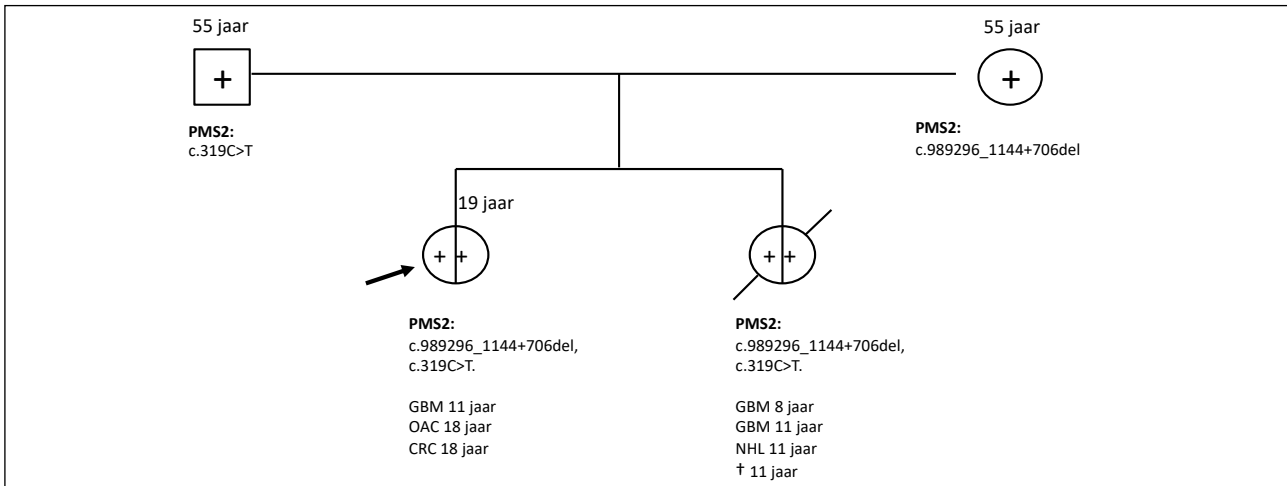 55 jaar
55 jaar
+
+
PMS2:
c.319C>T
PMS2:
c.989296_1144+706del
19 jaar
+ +
+ +
PMS2:
c.989296_1144+706del,
c.319C>T.
GBM 11 jaar
OAC 18 jaar
CRC 18 jaar
PMS2:
c.989296_1144+706del,
c.319C>T.
GBM 8 jaar
GBM 11 jaar
NHL 11 jaar
† 11 jaar